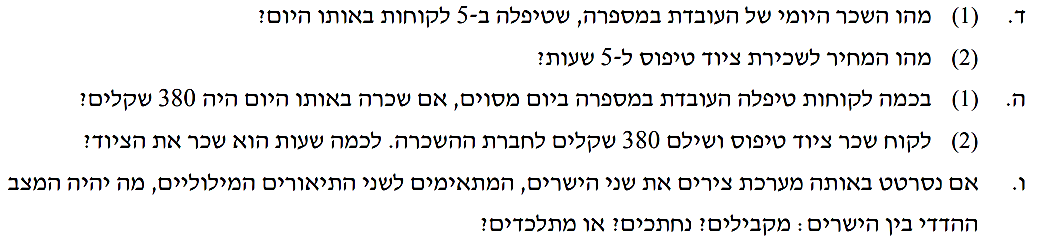 ד. (1) מהו השכר היומי של העובדת במספרה, שטיפלה ב-5 לקוחות באותו היום?
(2) מהו המחיר לשכירת ציוד טיפוס ל-5 שעות?
ה. (1) בכמה לקוחות טיפלה העובדת במספרה ביום מסוים, אם שכרה באותו היום היה 380 שקלים?
(2) לקוח שכר ציוד טיפוס ושילם 380 שקלים לחברת ההשכרה. לכמה שעות הוא שכר את הציוד?
ו. אם נסרטט באותה מערכת צירים את שני הישרים, המתאימים לשני התיאורים המילוליים, מה יהיה המצב
ההדדי בין הישרים: מקבילים? נחתכים? או מתלכדים?